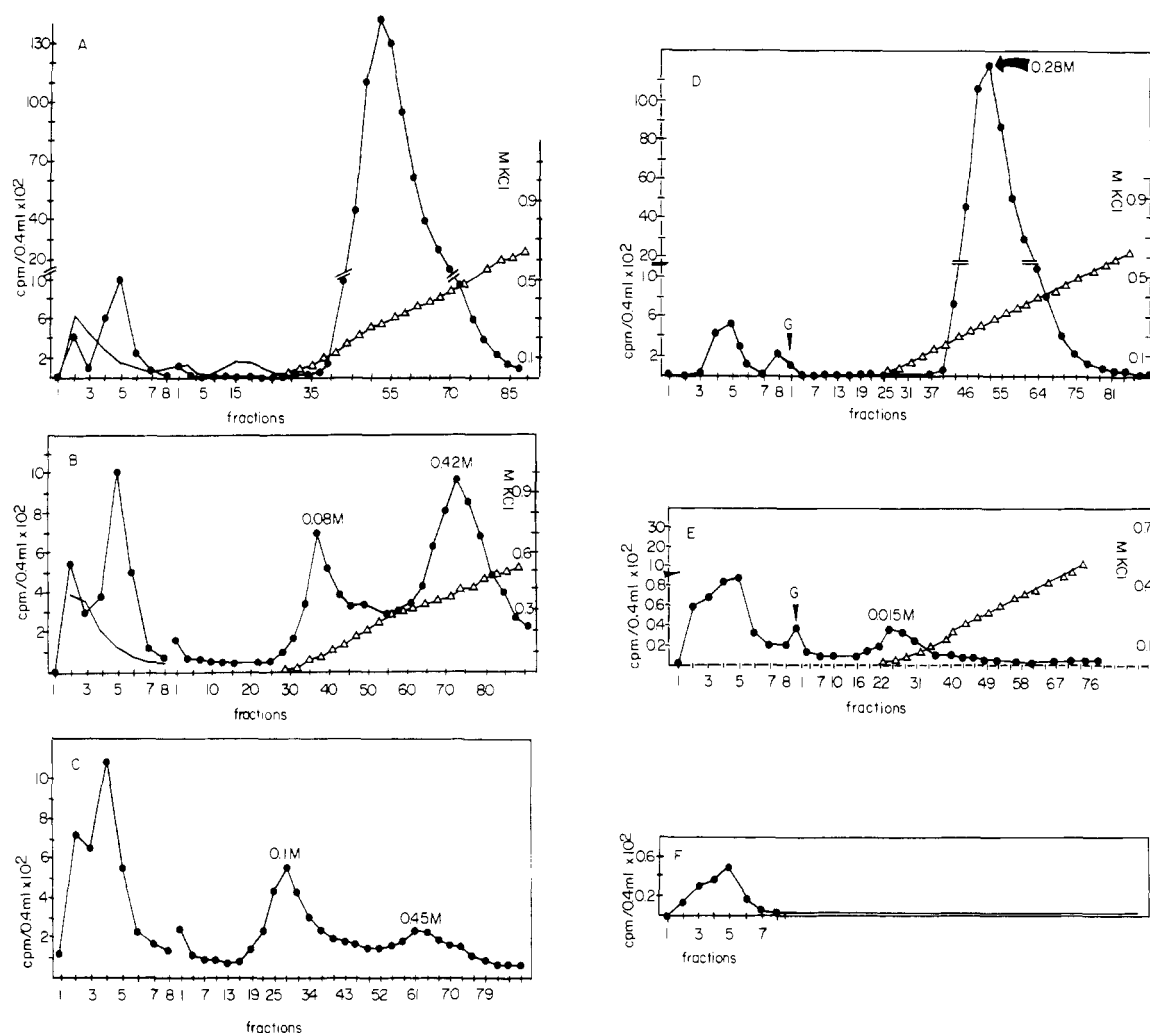 A
cpm/0.4ml x10²
130
100
70
40
20
10
6
4
2
M KCl
0.9
0.5
0.1
1 3 5 7 8 1 5 15 35 55 70 85
fractions
B
cpm/0.4ml x10²
10
8
6
4
2
0.08M
0.42M
M KCl
0.9
0.6
0.3
1 3 5 7 8 1 10 20 30 40 50 60 70 80
fractions
C
cpm/0.4ml x10²
10
8
6
4
2
0.1M
0.45M
1 3 5 7 8 1 7 13 19 25 34 43 52 61 70 79
fractions
D
cpm/0.4ml x10²
100
80
60
40
20
10
8
6
4
2
G
0.28M
M KCl
0.9
0.5
0.1
1 3 5 7 8 1 7 13 19 25 31 37 46 55 64 75 81
fractions
E
cpm/0.4ml x10²
30
20
10
0.8
0.6
0.4
0.2
G
0.015M
0.7
M KCl
0.4
0.1
1 3 5 7 8 1 7 10 16 22 31 40 49 58 67 76
fractions
F
cpm/0.4ml x10²
0.6
0.2
1 3 5 7
fractions